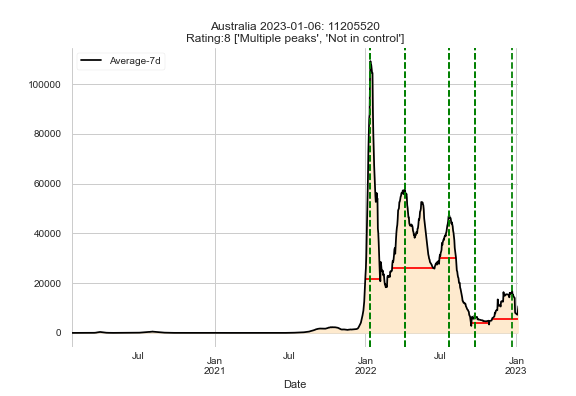 Australia 2023-01-06: 11205520
Rating:8 ['Multiple peaks', 'Not in control']
Average-7d
100000
80000
60000
40000
20000
0
Jul
Jan
2021
Jul
Jan
2022
Jul
Jan
2023
Date